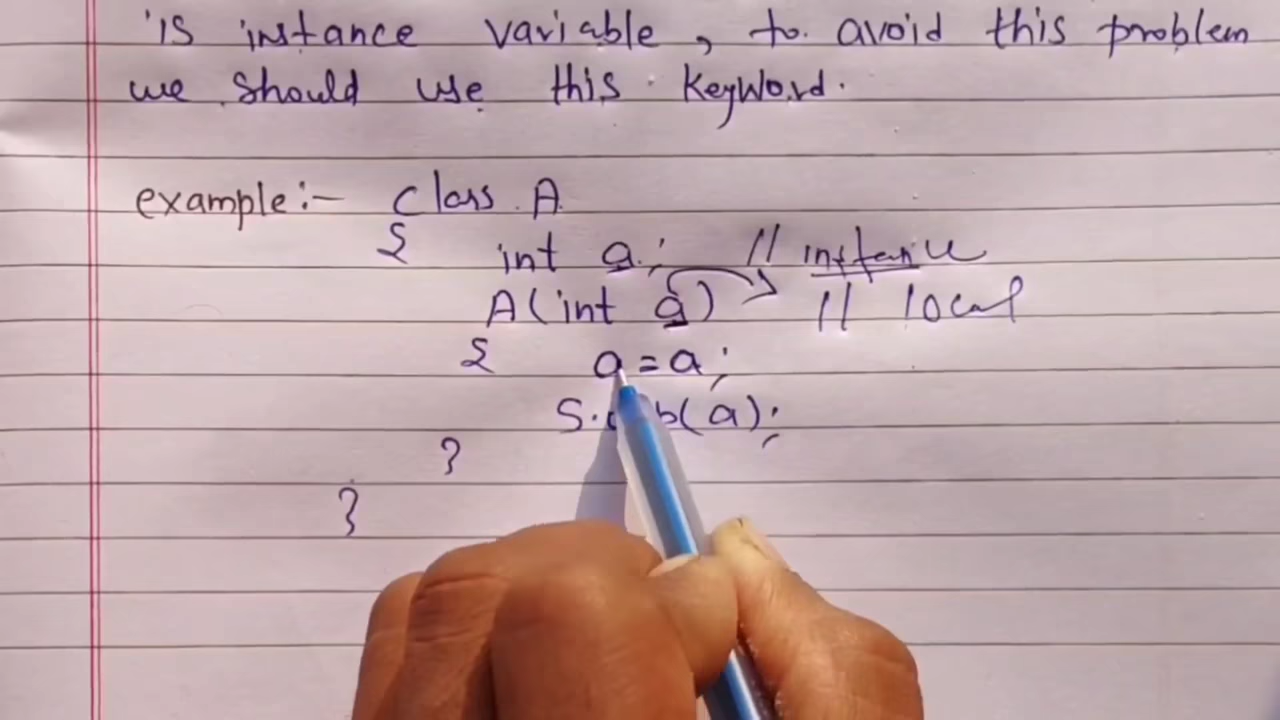 is instance variable, to avoid this problem
we should use this keyword.
example:- class A
{ int a; // instance
A(int a) // local
{ a=a;
S. b(a);
}
}